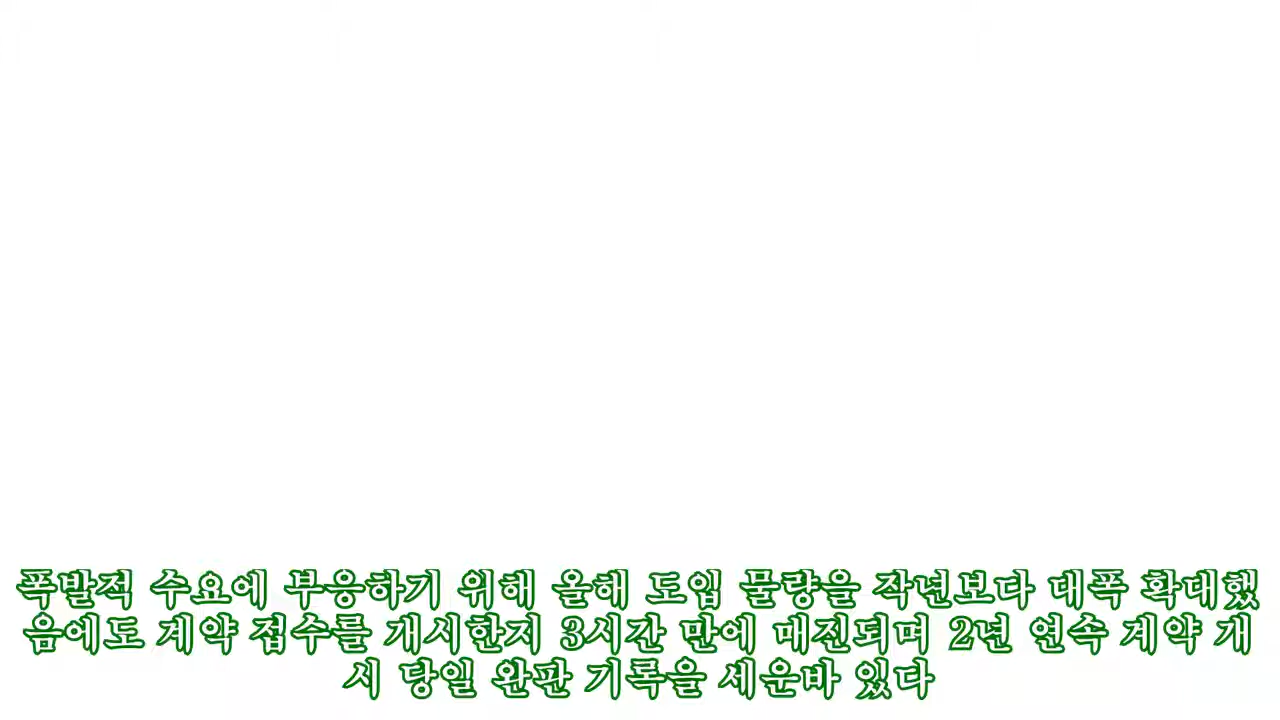 폭발적 수요에 부응하기 위해 올해 도입 물량을 작년보다 대폭 확대했
음에도 계약 접수를 개시한지 3시간 만에 매진되며 2년 연속 계약 개
시 당일 완판 기록을 세운바 있다